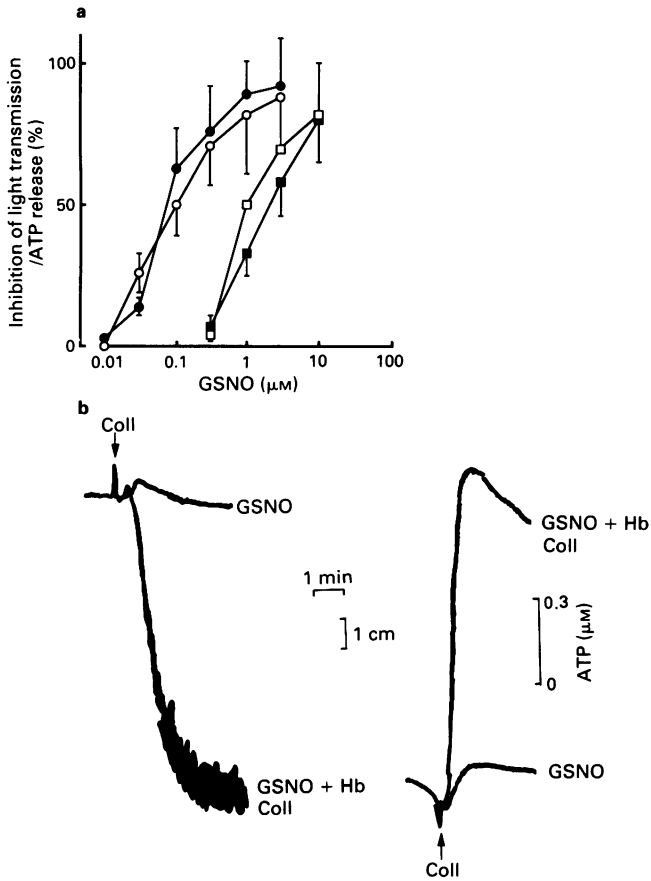 a
Inhibition of light transmission
/ATP release (%)
100
50
0
0.01 0.1 1 10 100
GSNO (μM)
b
Coll
GSNO
GSNO + Hb
Coll
1 min
1 cm
GSNO + Hb
Coll
0.3
0
ATP (μM)
GSNO
Coll